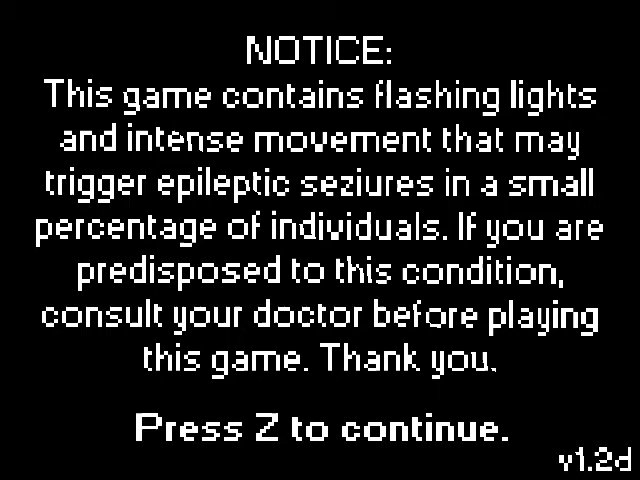 NOTICE:
This game contains flashing lights
and intense movement that may
trigger epileptic seziures in a small
percentage of individuals. If you are
predisposed to this condition,
consult your doctor before playing
this game. Thank you.
Press Z to continue.
v1.2d